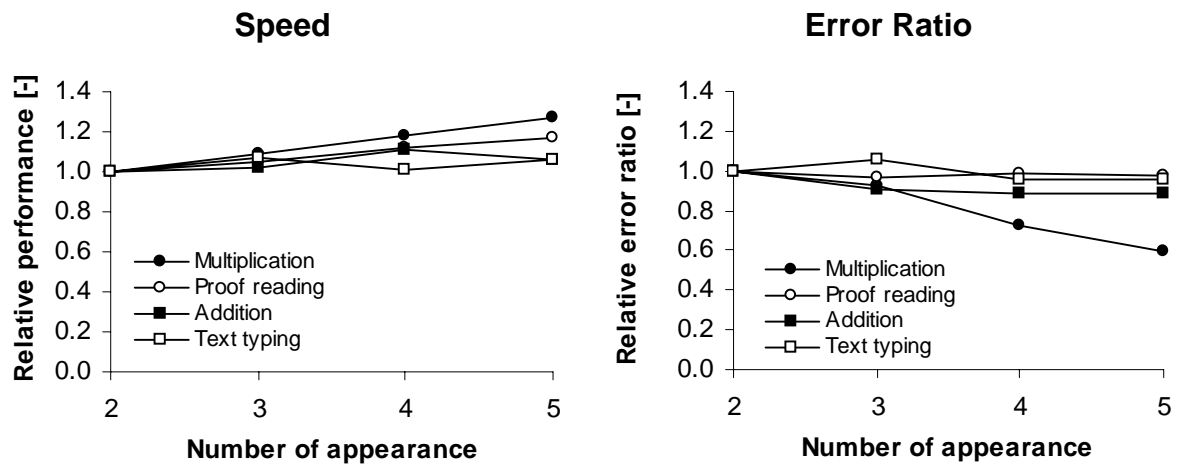 Speed
Relative performance [-]
1.4
1.2
1.0
0.8
0.6
0.4
0.2
0.0
Multiplication
Proof reading
Addition
Text typing
2 3 4 5
Number of appearance
Error Ratio
Relative error ratio [-]
1.4
1.2
1.0
0.8
0.6
0.4
0.2
0.0
Multiplication
Proof reading
Addition
Text typing
2 3 4 5
Number of appearance